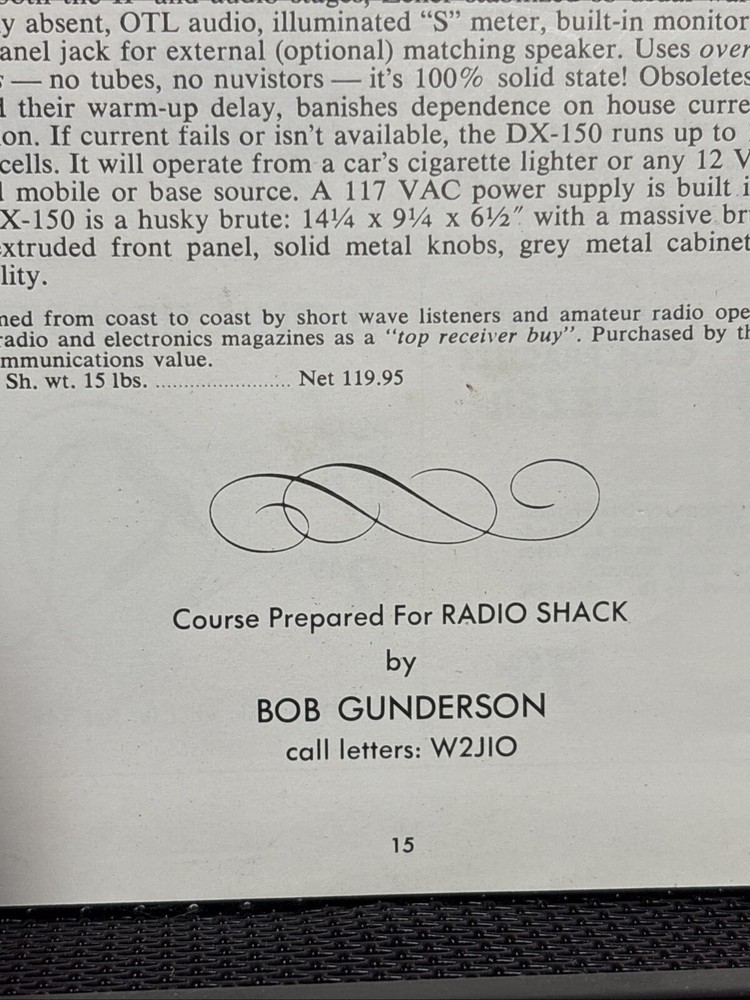 y absent, OTL audio, illuminated “S” meter, built-in monitor
anel jack for external (optional) matching speaker. Uses over
— no tubes, no nuvistors — it's 100% solid state! Obsoletes
d their warm-up delay, banishes dependence on house curre
on. If current fails or isn't available, the DX-150 runs up to
cells. It will operate from a car's cigarette lighter or any 12 V
mobile or base source. A 117 VAC power supply is built i
X-150 is a husky brute: 14¼ x 9¼ x 6½″ with a massive br
extruded front panel, solid metal knobs, grey metal cabinet
lity.
ned from coast to coast by short wave listeners and amateur radio ope
radio and electronics magazines as a “top receiver buy”. Purchased by th
mmunications value.
Sh. wt. 15 lbs. ....................... Net 119.95
Course Prepared For RADIO SHACK
by
BOB GUNDERSON
call letters: W2JIO
15